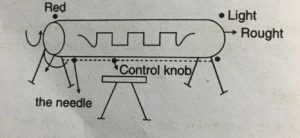 Red
Light
Rought
Control knob
the needle